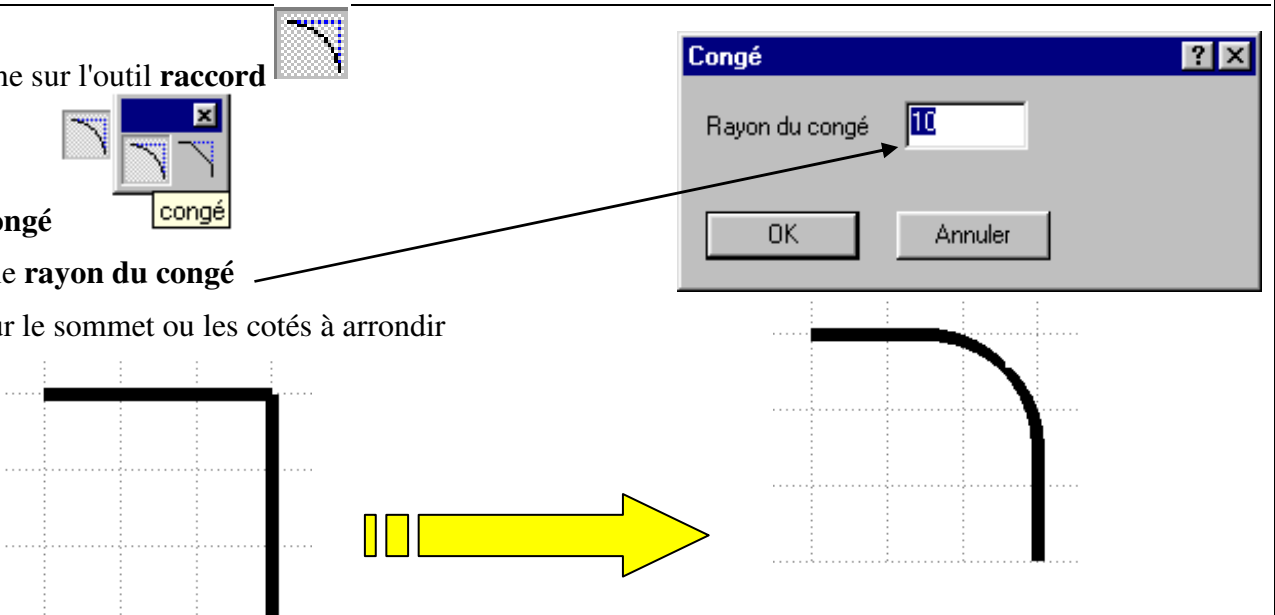 ne sur l'outil raccord
congé
ongé
e rayon du congé
ur le sommet ou les cotés à arrondir
Congé
Rayon du congé 10
OK Annuler